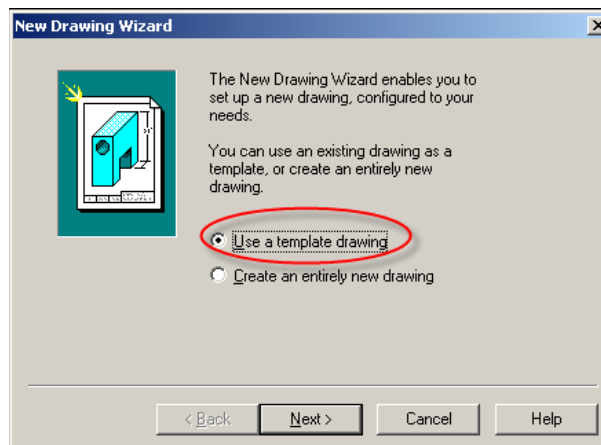 New Drawing Wizard
The New Drawing Wizard enables you to
set up a new drawing, configured to your
needs.
You can use an existing drawing as a
template, or create an entirely new
drawing.
Use a template drawing
Create an entirely new drawing
< Back
Next >
Cancel
Help